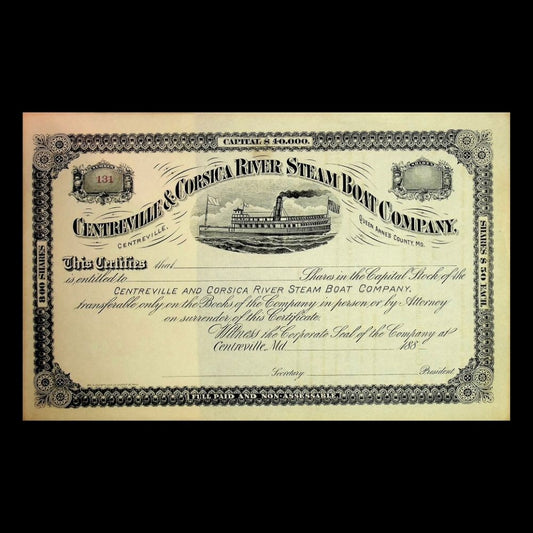 CAPITAL $ 40.000.
131
CENTREVILLE & CORSICA RIVER STEAM BOAT COMPANY,
CENTREVILLE,
QUEEN ANNE'S COUNTY, MD.
800 SHARES
SHARES $ 50 EACH
This Certifies that
is entitled to Shares in the Capital Stock of the
CENTREVILLE AND CORSICA RIVER STEAM BOAT COMPANY,
transferable only on the Books of the Company in person or by Attorney
on surrender of this Certificate.
Witness the Corporate Seal of the Company at
Centreville, Md. 188
Secretary President
FULL PAID AND NON-ASSESSABLE